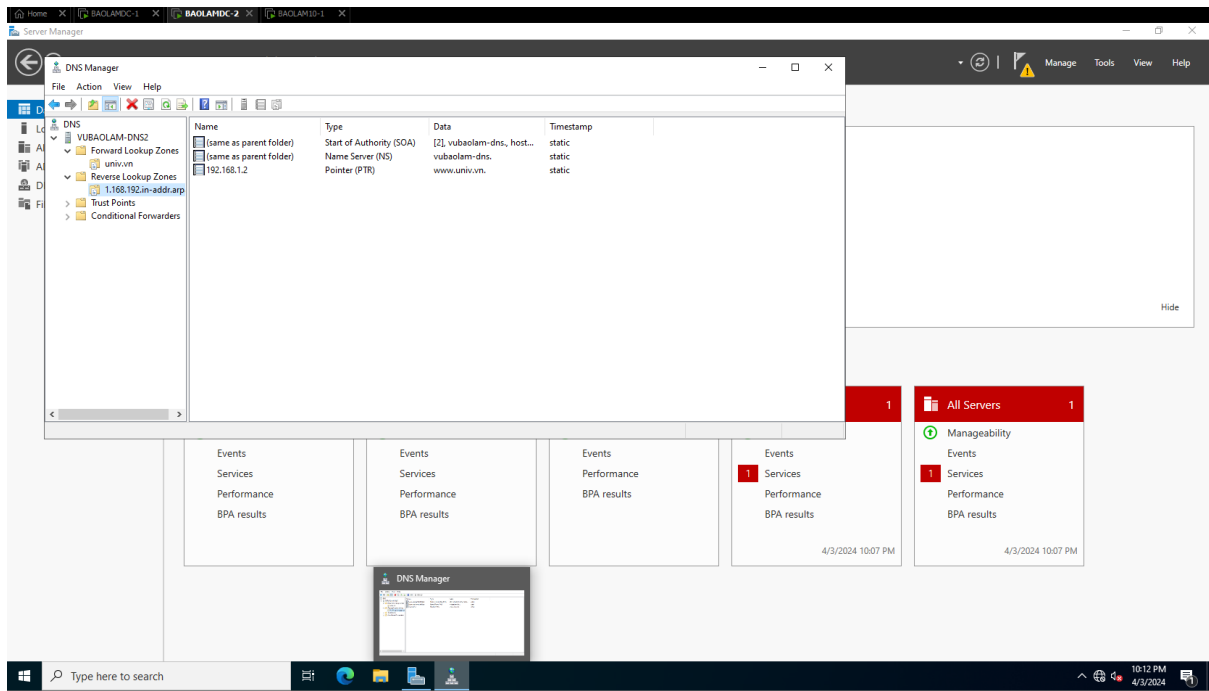 Home BAOLAMDC-1 BAOLAMDC-2 BAOLAM10-1
Server Manager
Manage Tools View Help
DNS Manager
File Action View Help
DNS
VUBAOLAM-DNS2
Forward Lookup Zones
univ.vn
Reverse Lookup Zones
1.168.192.in-addr.arp
Trust Points
Conditional Forwarders
Name Type Data Timestamp
(same as parent folder) Start of Authority (SOA) [2], vubaolam-dns., host... static
(same as parent folder) Name Server (NS) vubaolam-dns. static
192.168.1.2 Pointer (PTR) www.univ.vn. static
D
Lo
Al
Al
D
Fi
Hide
1
All Servers 1
Manageability
Events Events Events Events Events
Services Services Performance 1 Services 1 Services
Performance Performance BPA results Performance Performance
BPA results BPA results BPA results BPA results
4/3/2024 10:07 PM 4/3/2024 10:07 PM
DNS Manager
Type here to search
10:12 PM
4/3/2024
1